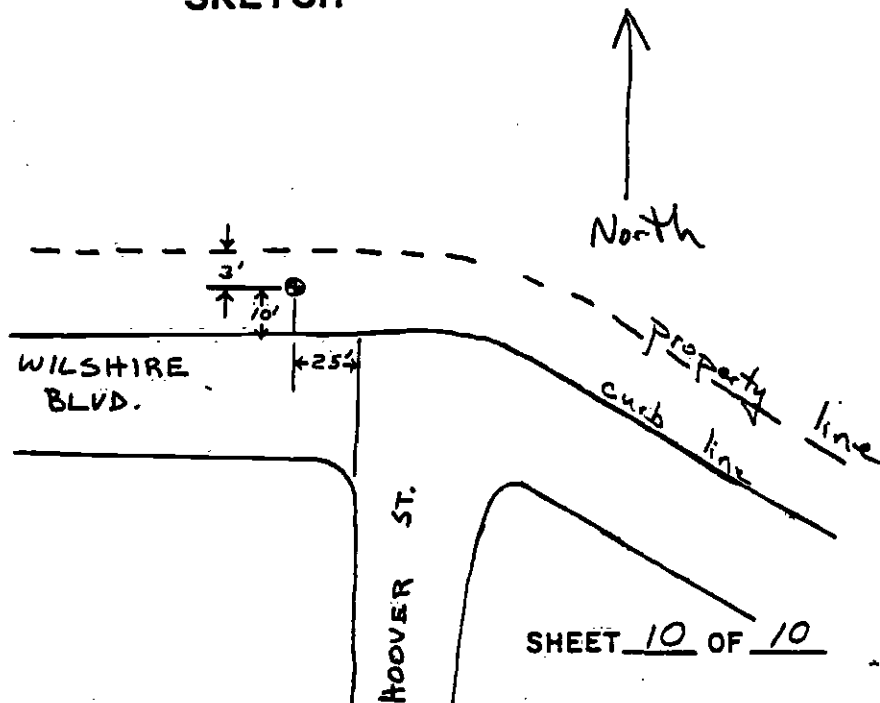 SKETCH
North
3'
10'
25'
WILSHIRE
BLVD.
property line
curb line
HOOVER ST.
SHEET 10 OF 10